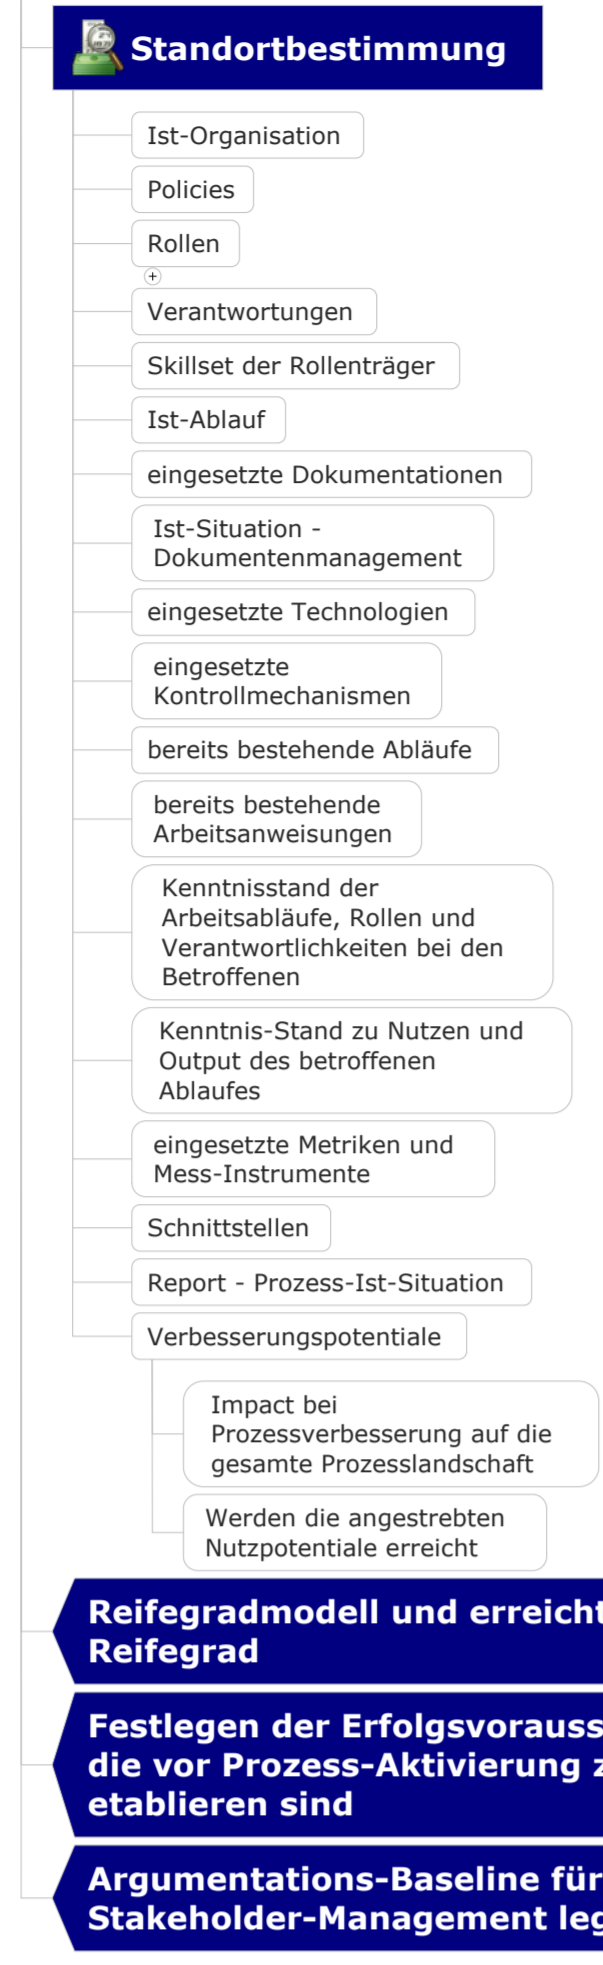 Standortbestimmung
Ist-Organisation
Policies
Rollen
Verantwortungen
Skillset der Rollenträger
Ist-Ablauf
eingesetzte Dokumentationen
Ist-Situation -
Dokumentenmanagement
eingesetzte Technologien
eingesetzte
Kontrollmechanismen
bereits bestehende Abläufe
bereits bestehende
Arbeitsanweisungen
Kenntnisstand der
Arbeitsabläufe, Rollen und
Verantwortlichkeiten bei den
Betroffenen
Kenntnis-Stand zu Nutzen und
Output des betroffenen
Ablaufes
eingesetzte Metriken und
Mess-Instrumente
Schnittstellen
Report - Prozess-Ist-Situation
Verbesserungspotentiale
Impact bei
Prozessverbesserung auf die
gesamte Prozesslandschaft
Werden die angestrebten
Nutzpotentiale erreicht
Reifegradmodell und erreicht
Reifegrad
Festlegen der Erfolgsvorauss
die vor Prozess-Aktivierung z
etablieren sind
Argumentations-Baseline für
Stakeholder-Management leg